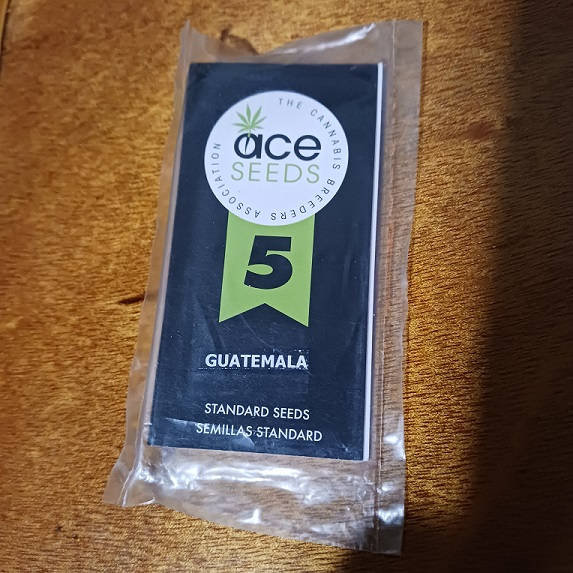 THE CANNABIS BREEDERS ASSOCIATION
ace
SEEDS
5
GUATEMALA
STANDARD SEEDS
SEMILLAS STANDARD